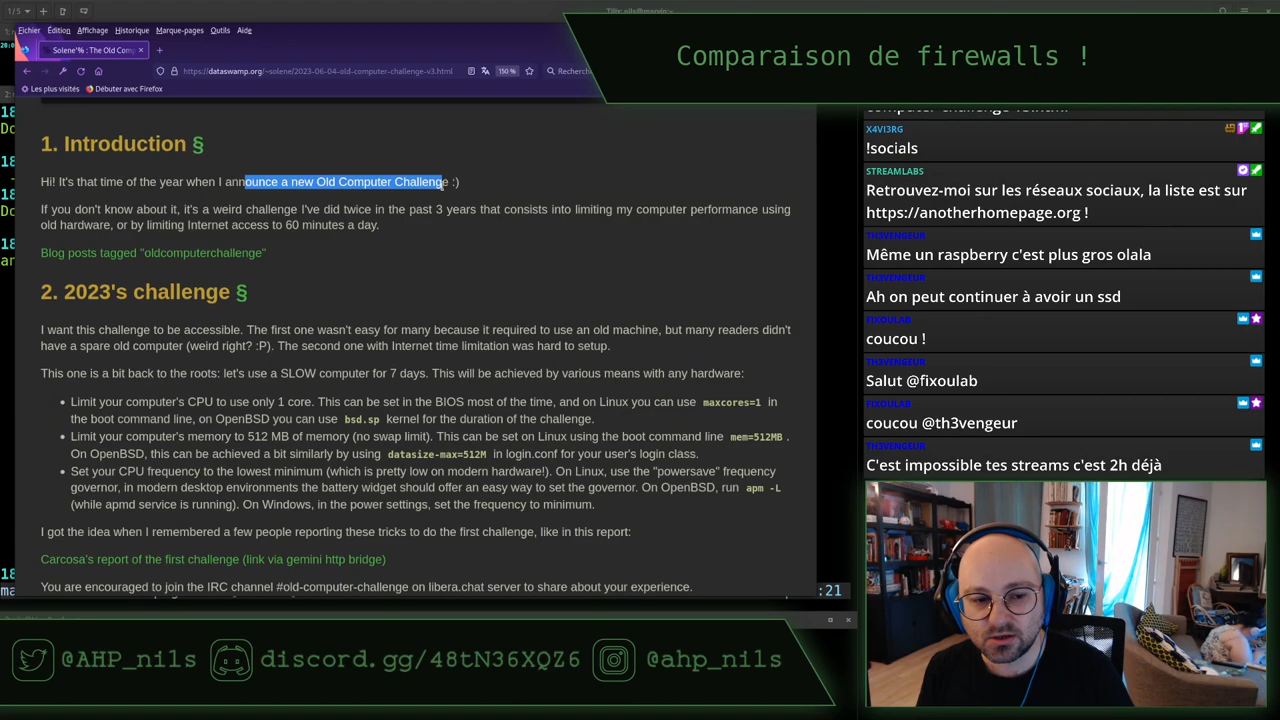 1/5
Tilix: nils@marvin:~
Fichier Édition Affichage Historique Marque-pages Outils Aide
Solene'% : The Old Comp
https://dataswamp.org/~solene/2023-06-04-old-computer-challenge-v3.html
150 %
Recherch
Les plus visités
Débuter avec Firefox
Comparaison de firewalls !
1. Introduction §
Hi! It's that time of the year when I announce a new Old Computer Challenge :)
If you don't know about it, it's a weird challenge I've did twice in the past 3 years that consists into limiting my computer performance using
old hardware, or by limiting Internet access to 60 minutes a day.
Blog posts tagged "oldcomputerchallenge"
2. 2023's challenge §
I want this challenge to be accessible. The first one wasn't easy for many because it required to use an old machine, but many readers didn't
have a spare old computer (weird right? :P). The second one with Internet time limitation was hard to setup.
This one is a bit back to the roots: let's use a SLOW computer for 7 days. This will be achieved by various means with any hardware:
• Limit your computer's CPU to use only 1 core. This can be set in the BIOS most of the time, and on Linux you can use maxcores=1 in
the boot command line, on OpenBSD you can use bsd.sp kernel for the duration of the challenge.
• Limit your computer's memory to 512 MB of memory (no swap limit). This can be set on Linux using the boot command line mem=512MB .
On OpenBSD, this can be achieved a bit similarly by using datasize-max=512M in login.conf for your user's login class.
• Set your CPU frequency to the lowest minimum (which is pretty low on modern hardware!). On Linux, use the "powersave" frequency
governor, in modern desktop environments the battery widget should offer an easy way to set the governor. On OpenBSD, run apm -L
(while apmd service is running). On Windows, in the power settings, set the frequency to minimum.
I got the idea when I remembered a few people reporting these tricks to do the first challenge, like in this report:
Carcosa's report of the first challenge (link via gemini http bridge)
You are encouraged to join the IRC channel #old-computer-challenge on libera.chat server to share about your experience.
:21
X4VI3RG
!socials
STREAMLABS
Retrouvez-moi sur les réseaux sociaux, la liste est sur
https://anotherhomepage.org !
TH3VENGEUR
Même un raspberry c'est plus gros olala
TH3VENGEUR
Ah on peut continuer à avoir un ssd
FIXOULAB
coucou !
TH3VENGEUR
Salut @fixoulab
FIXOULAB
coucou @th3vengeur
TH3VENGEUR
C'est impossible tes streams c'est 2h déjà
@AHP_nils
discord.gg/48tN36XQZ6
@ahp_nils